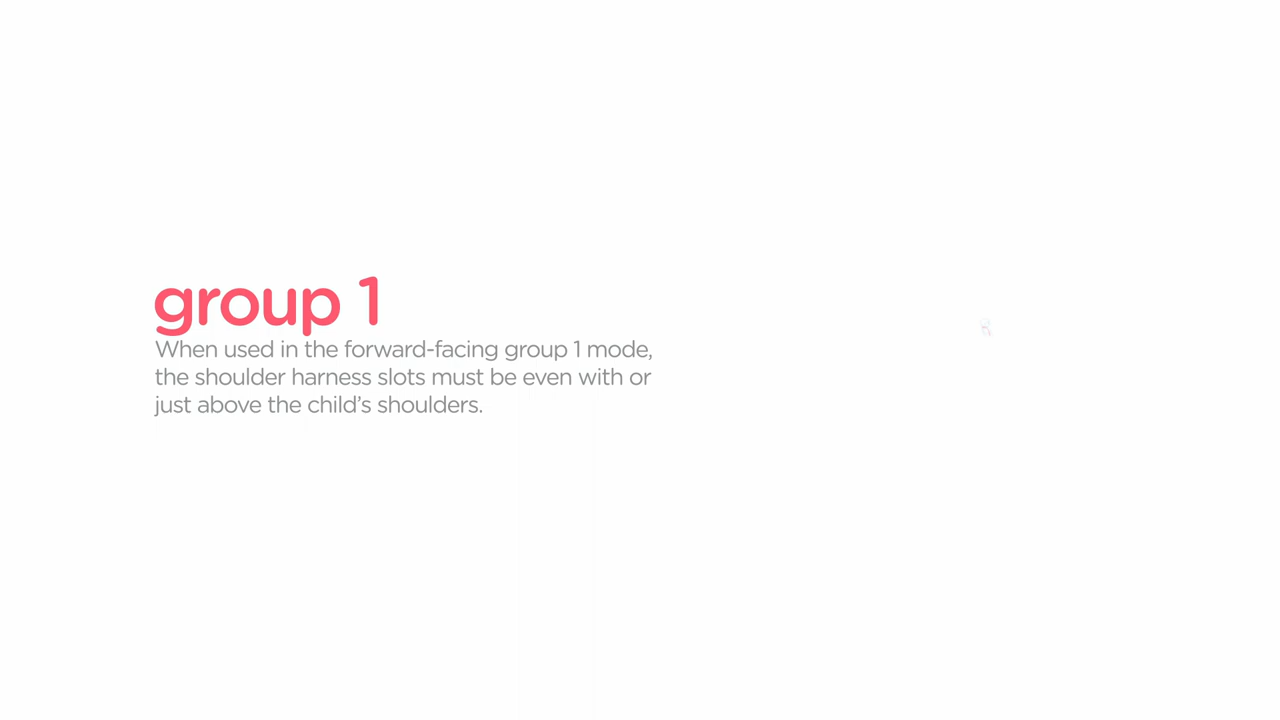 group 1
When used in the forward-facing group 1 mode,
the shoulder harness slots must be even with or
just above the child’s shoulders.